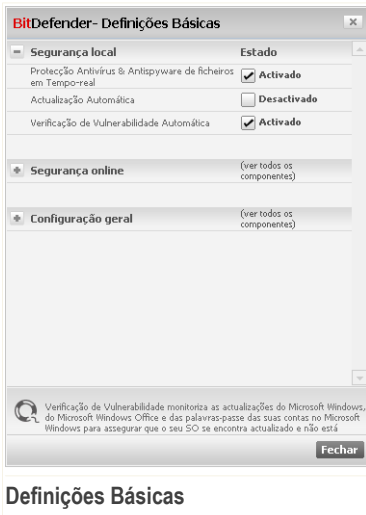 BitDefender- Definições Básicas
Segurança local Estado
Protecção Antivírus & Antispyware de ficheiros em Tempo-real Activado
Actualização Automática Desactivado
Verificação de Vulnerabilidade Automática Activado
Segurança online (ver todos os componentes)
Configuração geral (ver todos os componentes)
Verificação de Vulnerabilidade monitoriza as actualizações do Microsoft Windows,
do Microsoft Windows Office e das palavras-passe das suas contas no Microsoft
Windows para assegurar que o seu SO se encontra actualizado e não está
Fechar
Definições Básicas